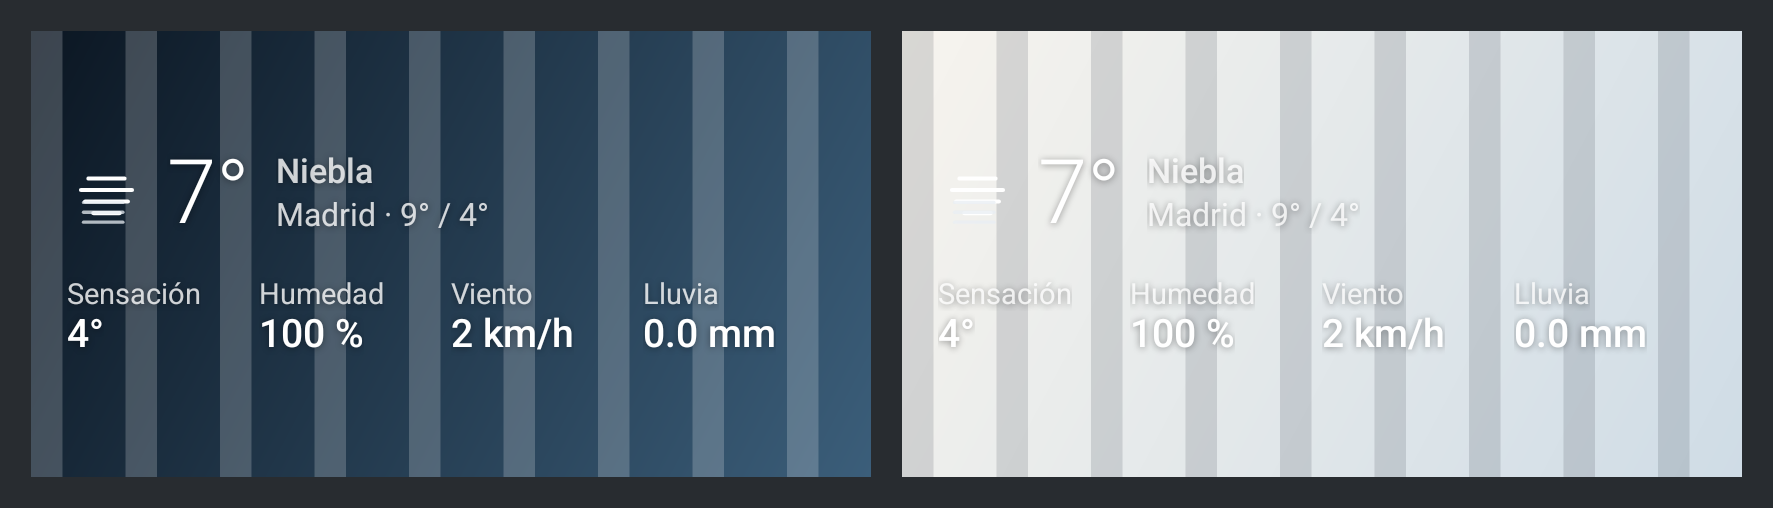 7°
Niebla
Madrid · 9° / 4°
Sensación Humedad Viento Lluvia
4° 100 % 2 km/h 0.0 mm
7°
Niebla
Madrid · 9° / 4°
Sensación Humedad Viento Lluvia
4° 100 % 2 km/h 0.0 mm